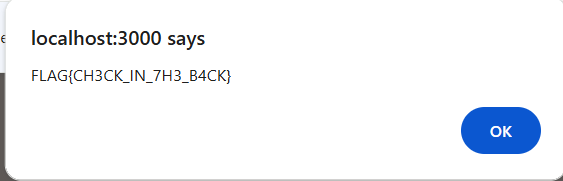 localhost:3000 says
FLAG{CH3CK_IN_7H3_B4CK}
OK